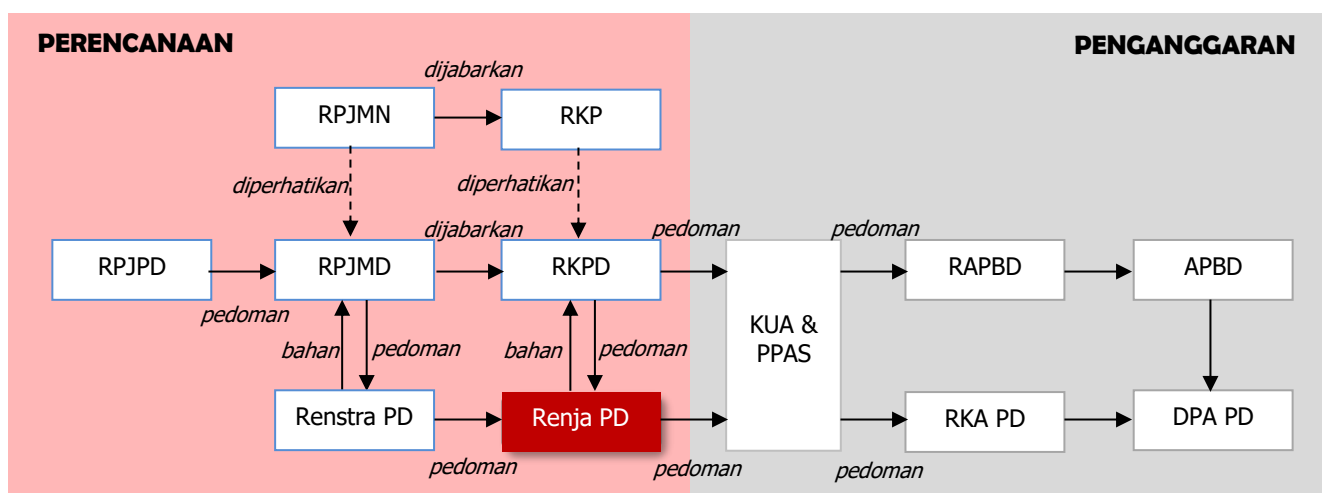 PERENCANAAN
PENGANGGARAN
dijabarkan
RPJMN
RKP
diperhatikan
diperhatikan
dijabarkan
pedoman
pedoman
RPJPD
RPJMD
RKPD
RAPBD
APBD
pedoman
KUA &
PPAS
bahan
pedoman
bahan
pedoman
Renstra PD
Renja PD
RKA PD
DPA PD
pedoman
pedoman
pedoman